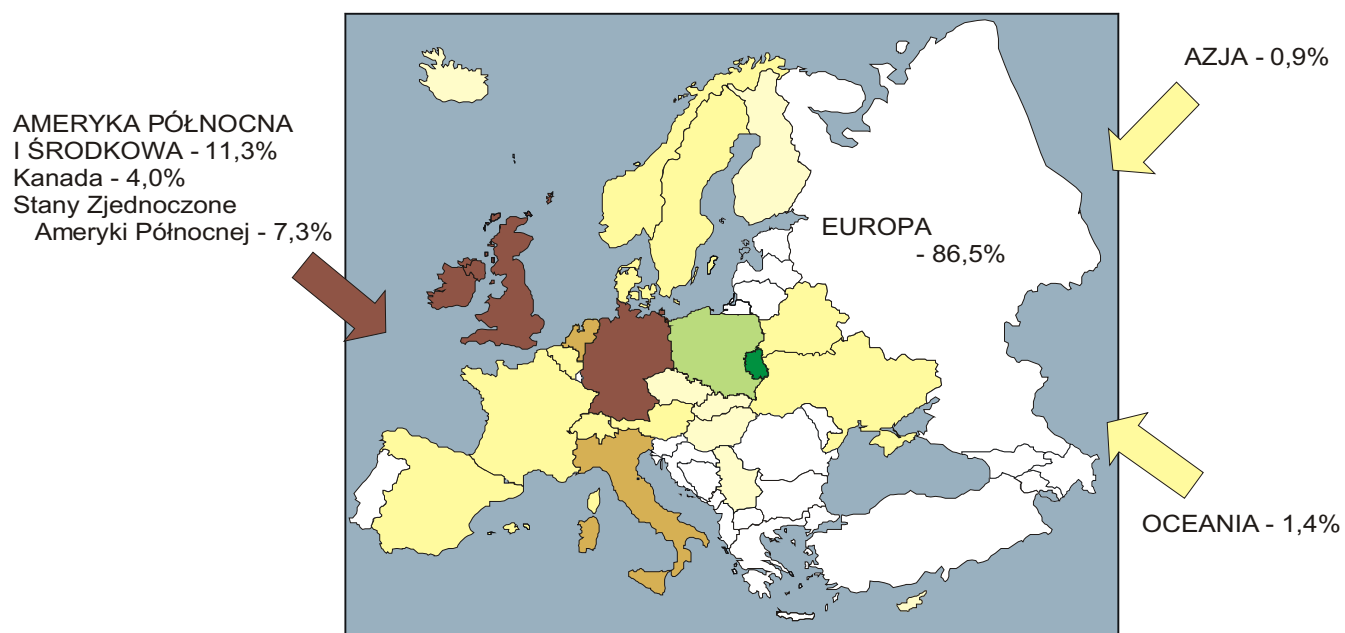 AMERYKA PÓŁNOCNA
I ŚRODKOWA - 11,3%
Kanada - 4,0%
Stany Zjednoczone
Ameryki Północnej - 7,3%
AZJA - 0,9%
EUROPA
- 86,5%
OCEANIA - 1,4%